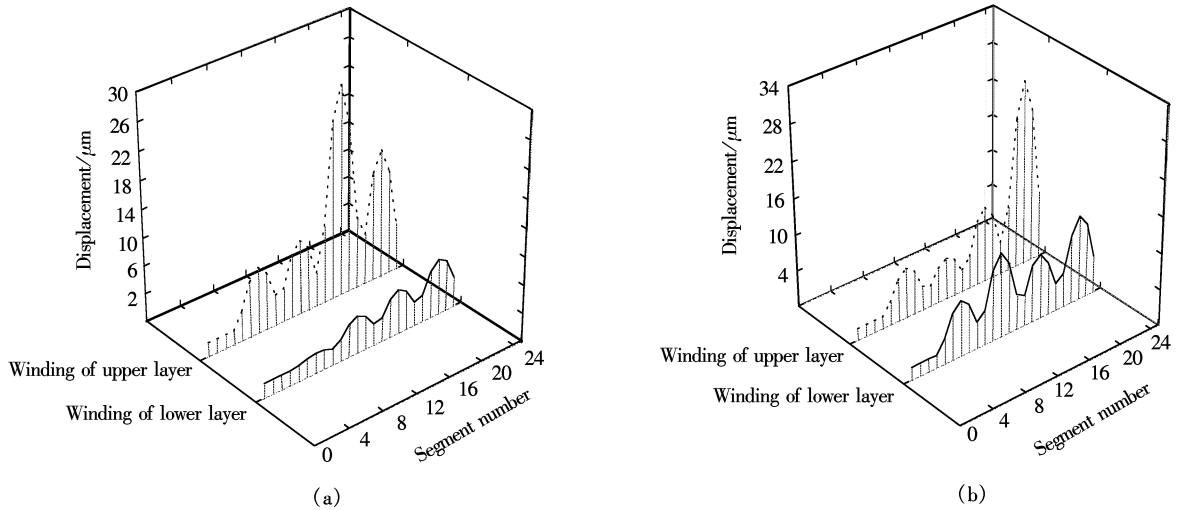 30
26
22
18
14
10
6
2
Displacement/μm
Winding of upper layer
Winding of lower layer
0
4
8
12
16
20
24
Segment number
(a)
34
28
22
16
10
4
Displacement/μm
Winding of upper layer
Winding of lower layer
0
4
8
12
16
20
24
Segment number
(b)